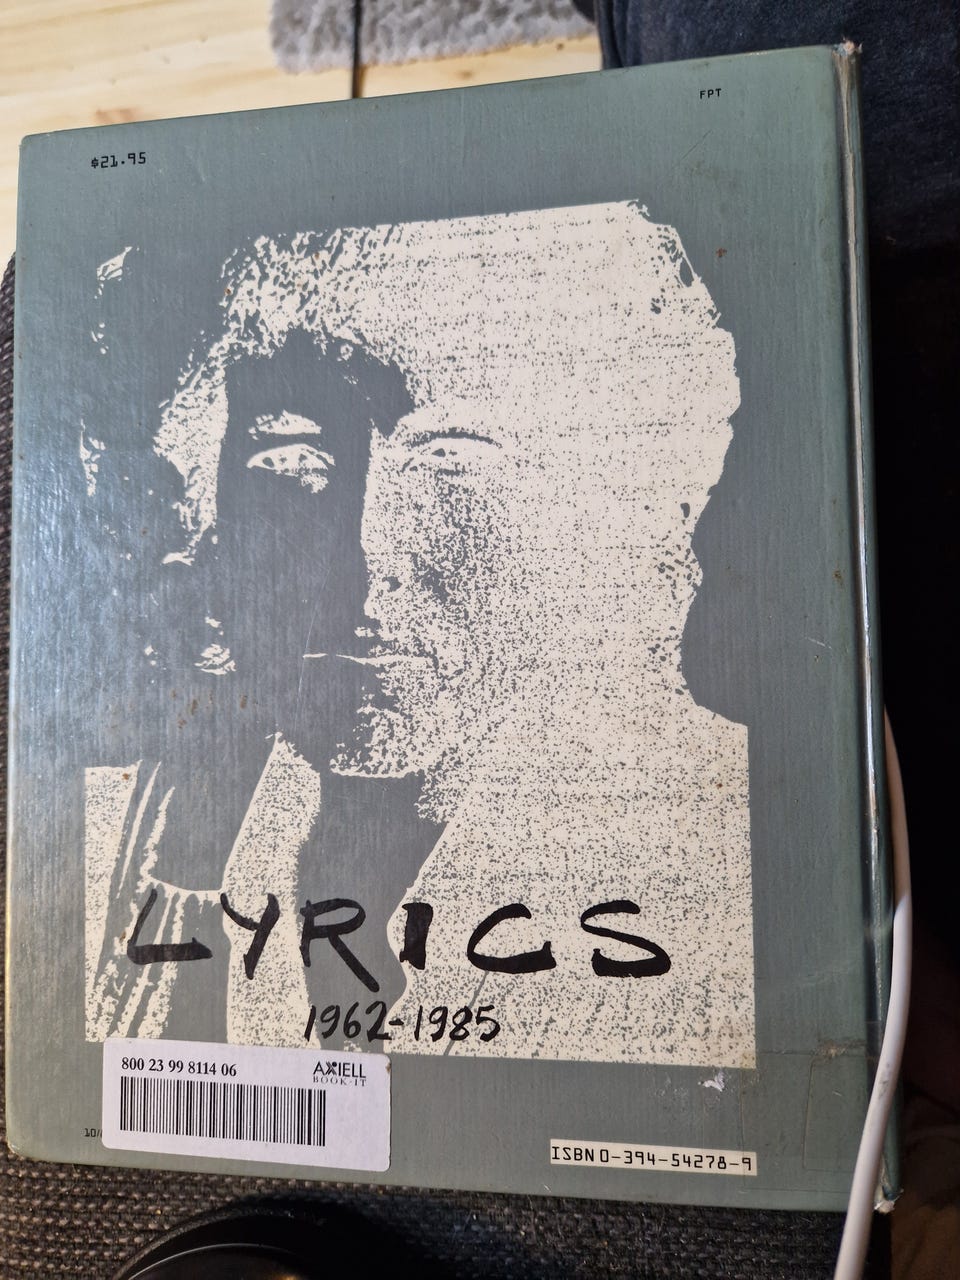 FPT
$21.95
LYRICS
1962-1985
800 23 99 8114 06
AXIELL
BOOK-IT
10/
ISBN 0-394-54278-9